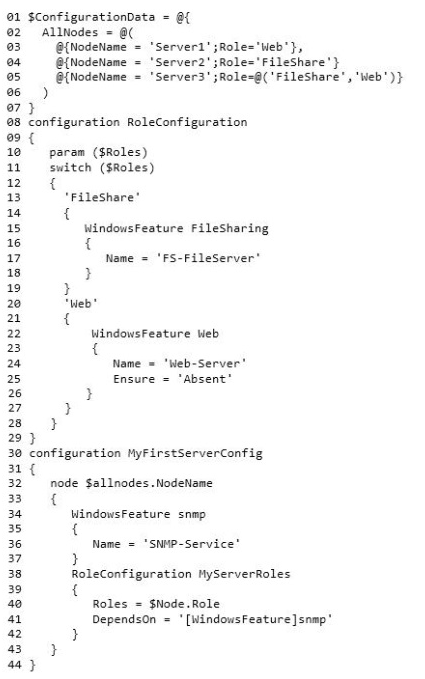 01 $ConfigurationData = @{
02   AllNodes = @(
03     @{NodeName = 'Server1';Role='Web'},
04     @{NodeName = 'Server2';Role='FileShare'}
05     @{NodeName = 'Server3';Role=@('FileShare','Web')}
06   )
07 }
08 configuration RoleConfiguration
09 {
10    param ($Roles)
11    switch ($Roles)
12    {
13      'FileShare'
14      {
15         WindowsFeature FileSharing
16         {
17            Name = 'FS-FileServer'
18         }
19      }
20      'Web'
21      {
22          WindowsFeature Web
23          {
24             Name = 'Web-Server'
25             Ensure = 'Absent'
26         }
27      }
28    }
29 }
30 configuration MyFirstServerConfig
31 {
32    node $allnodes.NodeName
33    {
34       WindowsFeature snmp
35       {
36          Name = 'SNMP-Service'
37       }
38       RoleConfiguration MyServerRoles
39       {
40          Roles = $Node.Role
41          DependsOn = '[WindowsFeature]snmp'
42       }
43    }
44 }